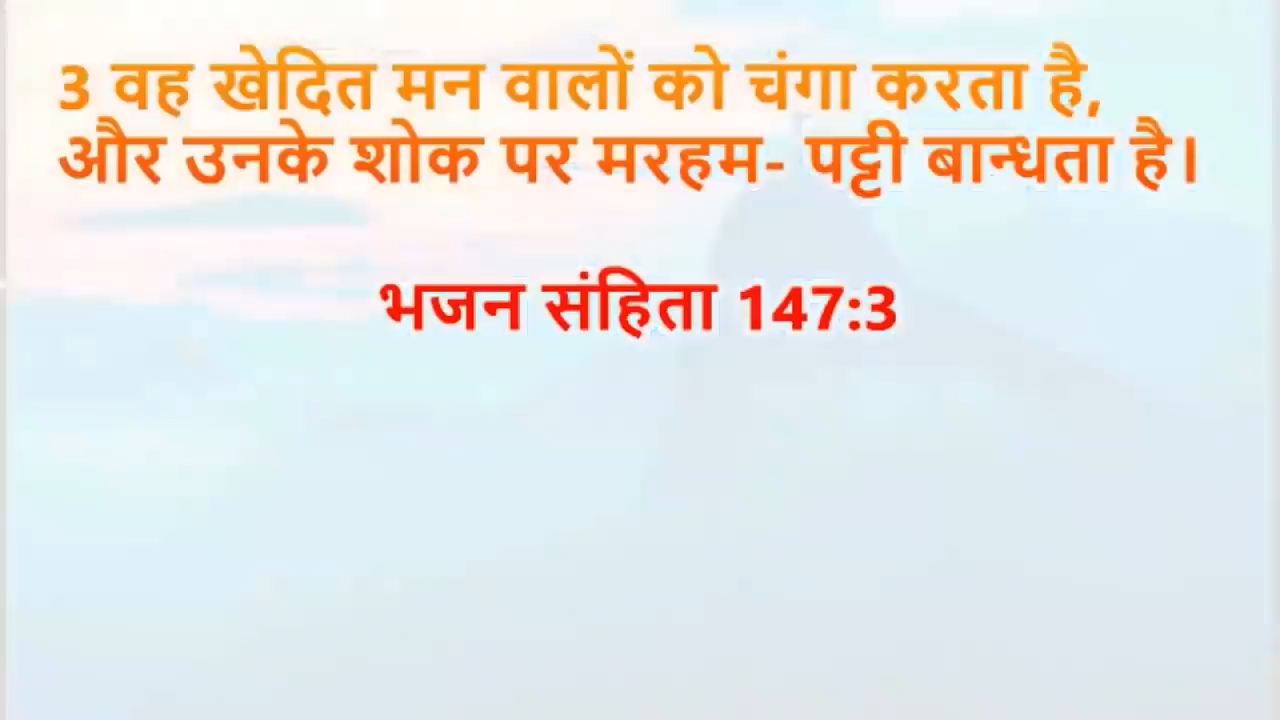 3 वह खेदित मन वालों को चंगा करता है,
और उनके शोक पर मरहम- पट्टी बान्धता है।
भजन संहिता 147:3